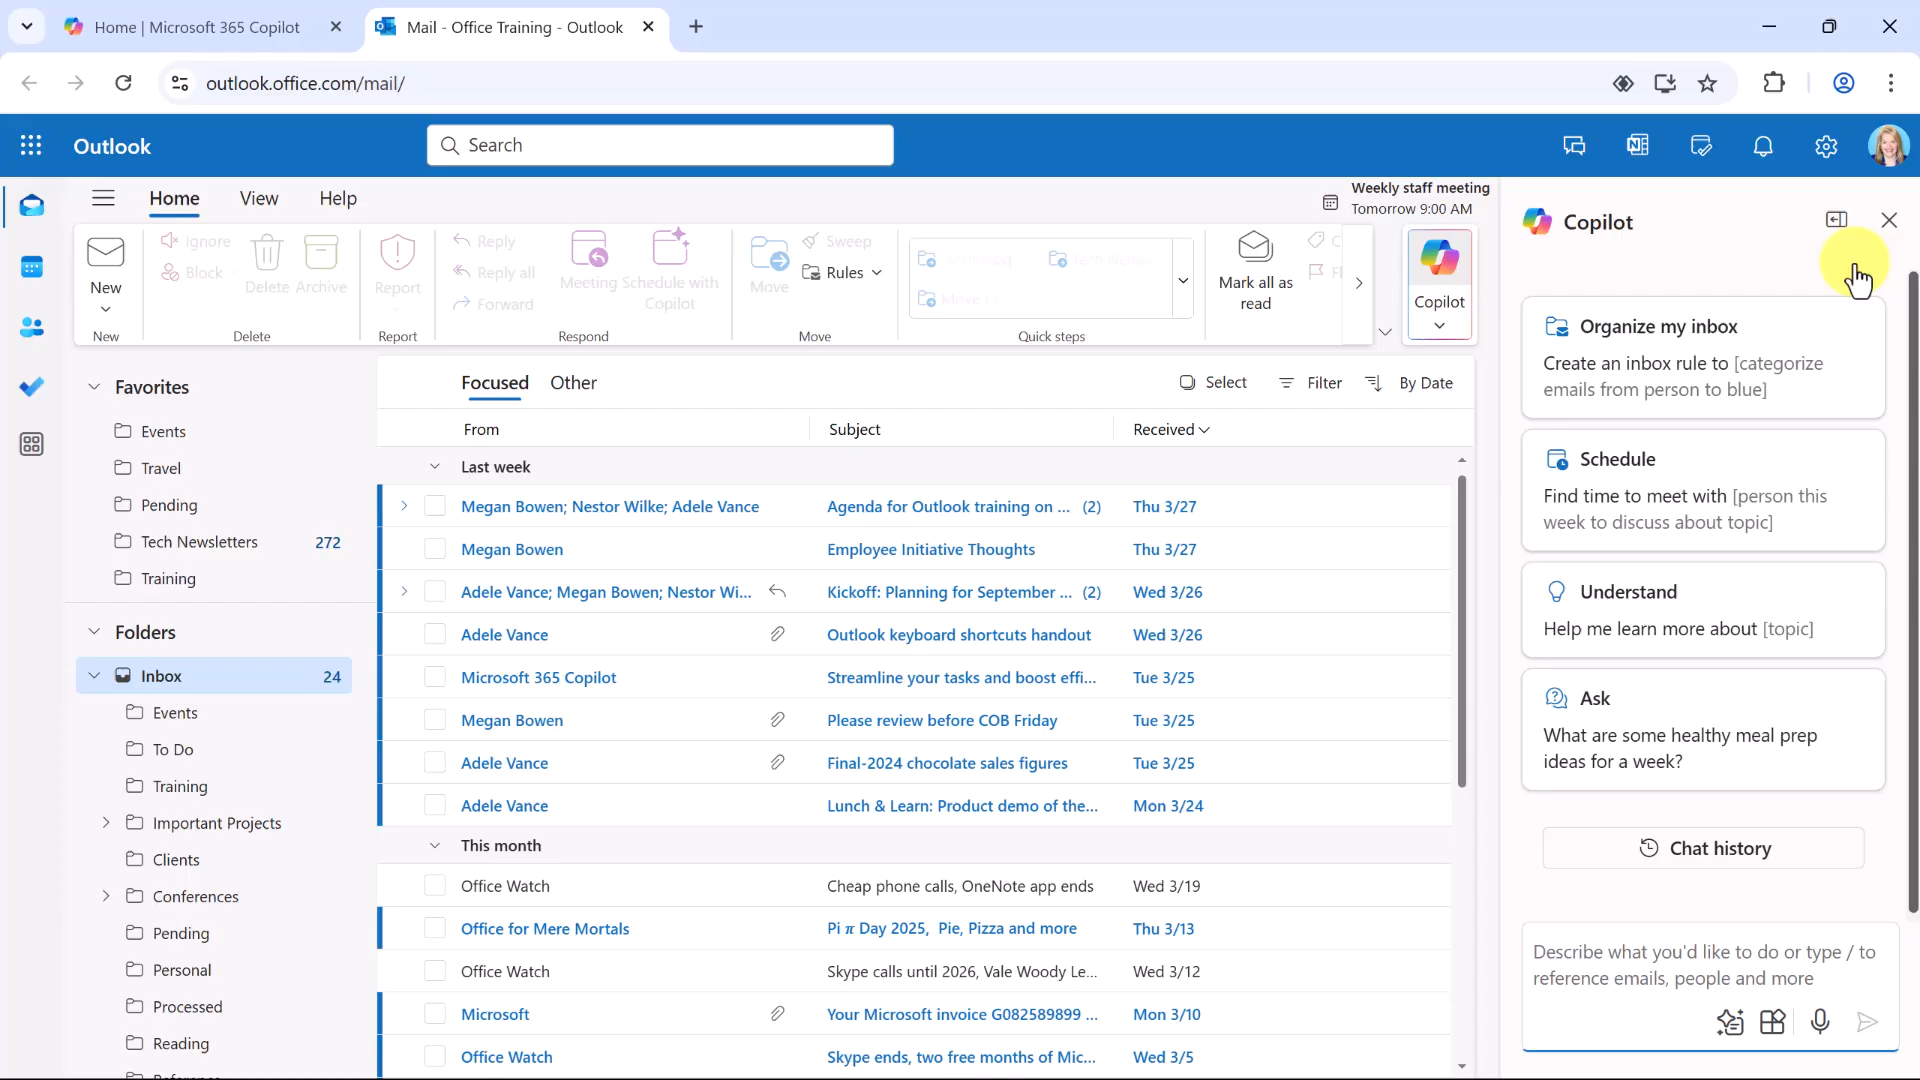 Home | Microsoft 365 Copilot
Mail - Office Training - Outlook
outlook.office.com/mail/
Outlook
Search
Home
View
Help
Weekly staff meeting
Tomorrow 9:00 AM
New
New
Ignore
Block
Delete
Archive
Delete
Report
Report
Reply
Reply all
Forward
Meeting
Schedule with
Copilot
Respond
Move
Sweep
Rules
Move
Quick steps
Mark all as
read
Copilot
Favorites
Events
Travel
Pending
Tech Newsletters 272
Training
Folders
Inbox 24
Events
To Do
Training
Important Projects
Clients
Conferences
Pending
Personal
Processed
Reading
Focused
Other
Select
Filter
By Date
From Subject Received
Last week
Megan Bowen; Nestor Wilke; Adele Vance Agenda for Outlook training on ... (2) Thu 3/27
Megan Bowen Employee Initiative Thoughts Thu 3/27
Adele Vance; Megan Bowen; Nestor Wi... Kickoff: Planning for September ... (2) Wed 3/26
Adele Vance Outlook keyboard shortcuts handout Wed 3/26
Microsoft 365 Copilot Streamline your tasks and boost effi... Tue 3/25
Megan Bowen Please review before COB Friday Tue 3/25
Adele Vance Final-2024 chocolate sales figures Tue 3/25
Adele Vance Lunch & Learn: Product demo of the... Mon 3/24
This month
Office Watch Cheap phone calls, OneNote app ends Wed 3/19
Office for Mere Mortals Pi π Day 2025, Pie, Pizza and more Thu 3/13
Office Watch Skype calls until 2026, Vale Woody Le... Wed 3/12
Microsoft Your Microsoft invoice G082589899 ... Mon 3/10
Office Watch Skype ends, two free months of Mic... Wed 3/5
Copilot
Organize my inbox
Create an inbox rule to [categorize
emails from person to blue]
Schedule
Find time to meet with [person this
week to discuss about topic]
Understand
Help me learn more about [topic]
Ask
What are some healthy meal prep
ideas for a week?
Chat history
Describe what you'd like to do or type / to
reference emails, people and more